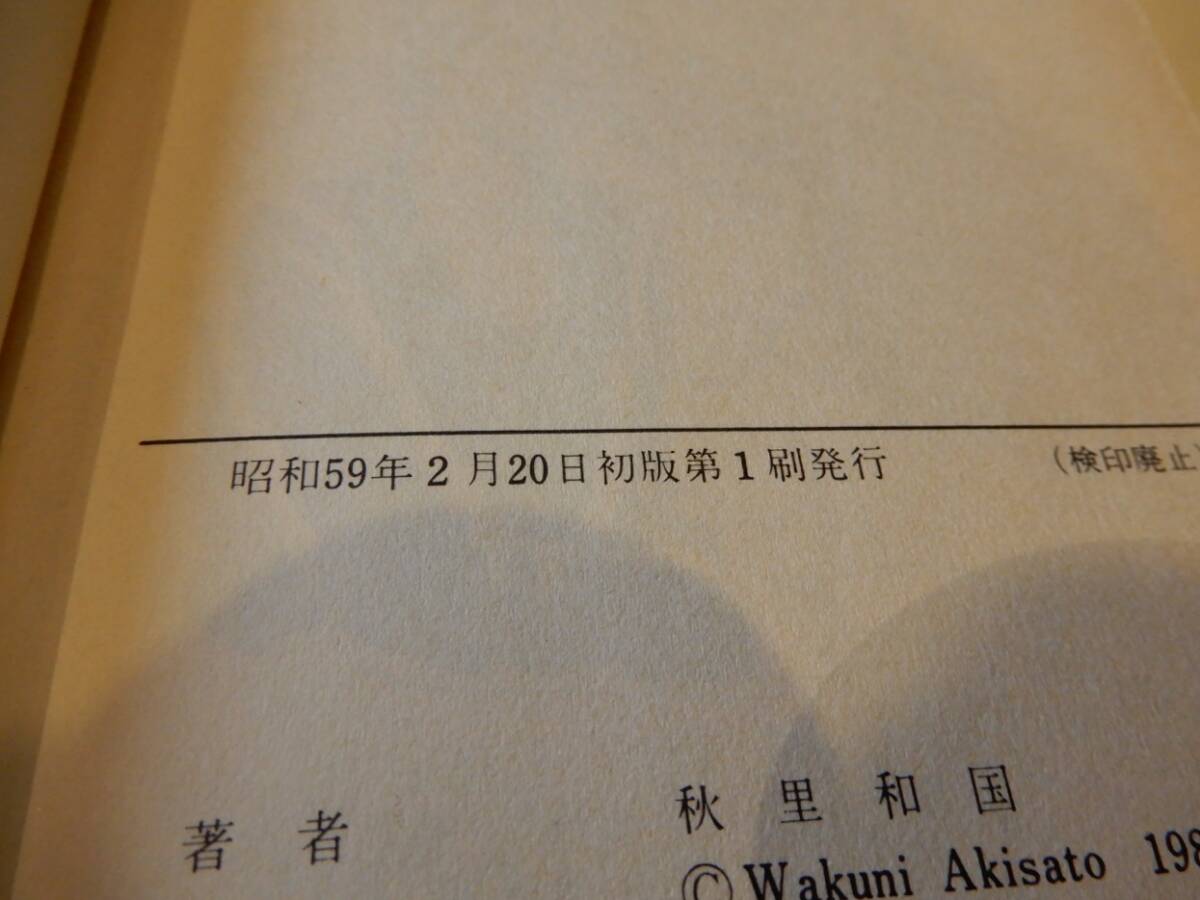 昭和59年2月20日初版第1刷発行 (検印廃止)
著者 秋里和国
©Wakuni Akisato 198